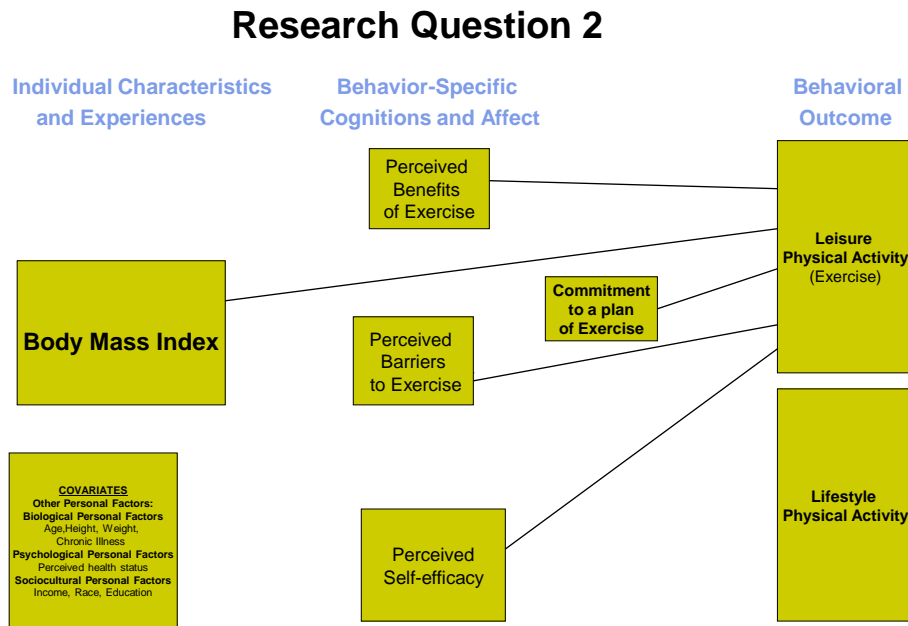 Research Question 2
Individual Characteristics
and Experiences
Behavior-Specific
Cognitions and Affect
Behavioral
Outcome
Perceived
Benefits
of Exercise
Leisure
Physical Activity
(Exercise)
Body Mass Index
Commitment
to a plan
of Exercise
Perceived
Barriers
to Exercise
COVARIATES
Other Personal Factors:
Biological Personal Factors
Age,Height, Weight,
Chronic Illness
Psychological Personal Factors
Perceived health status
Sociocultural Personal Factors
Income, Race, Education
Perceived
Self-efficacy
Lifestyle
Physical Activity